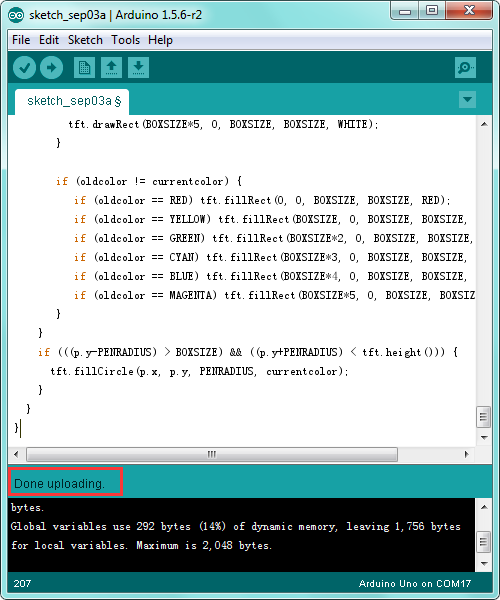 sketch_sep03a | Arduino 1.5.6-r2
File Edit Sketch Tools Help
sketch_sep03a §
tft.drawRect(BOXSIZE*5, 0, BOXSIZE, BOXSIZE, WHITE);
}
if (oldcolor != currentcolor) {
if (oldcolor == RED) tft.fillRect(0, 0, BOXSIZE, BOXSIZE, RED);
if (oldcolor == YELLOW) tft.fillRect(BOXSIZE, 0, BOXSIZE, BOXSIZE,
if (oldcolor == GREEN) tft.fillRect(BOXSIZE*2, 0, BOXSIZE, BOXSIZE,
if (oldcolor == CYAN) tft.fillRect(BOXSIZE*3, 0, BOXSIZE, BOXSIZE,
if (oldcolor == BLUE) tft.fillRect(BOXSIZE*4, 0, BOXSIZE, BOXSIZE,
if (oldcolor == MAGENTA) tft.fillRect(BOXSIZE*5, 0, BOXSIZE, BOXSIZ
}
}
if (((p.y-PENRADIUS) > BOXSIZE) && ((p.y+PENRADIUS) < tft.height())) {
tft.fillCircle(p.x, p.y, PENRADIUS, currentcolor);
}
}
}
Done uploading.
bytes.
Global variables use 292 bytes (14%) of dynamic memory, leaving 1,756 bytes
for local variables. Maximum is 2,048 bytes.
207 Arduino Uno on COM17